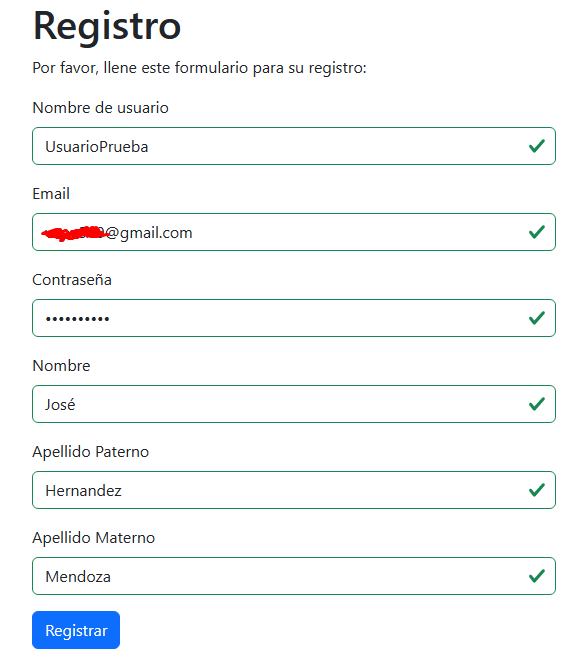 Registro
Por favor, llene este formulario para su registro:
Nombre de usuario
UsuarioPrueba
Email
@gmail.com
Contraseña
••••••••••
Nombre
José
Apellido Paterno
Hernandez
Apellido Materno
Mendoza
Registrar